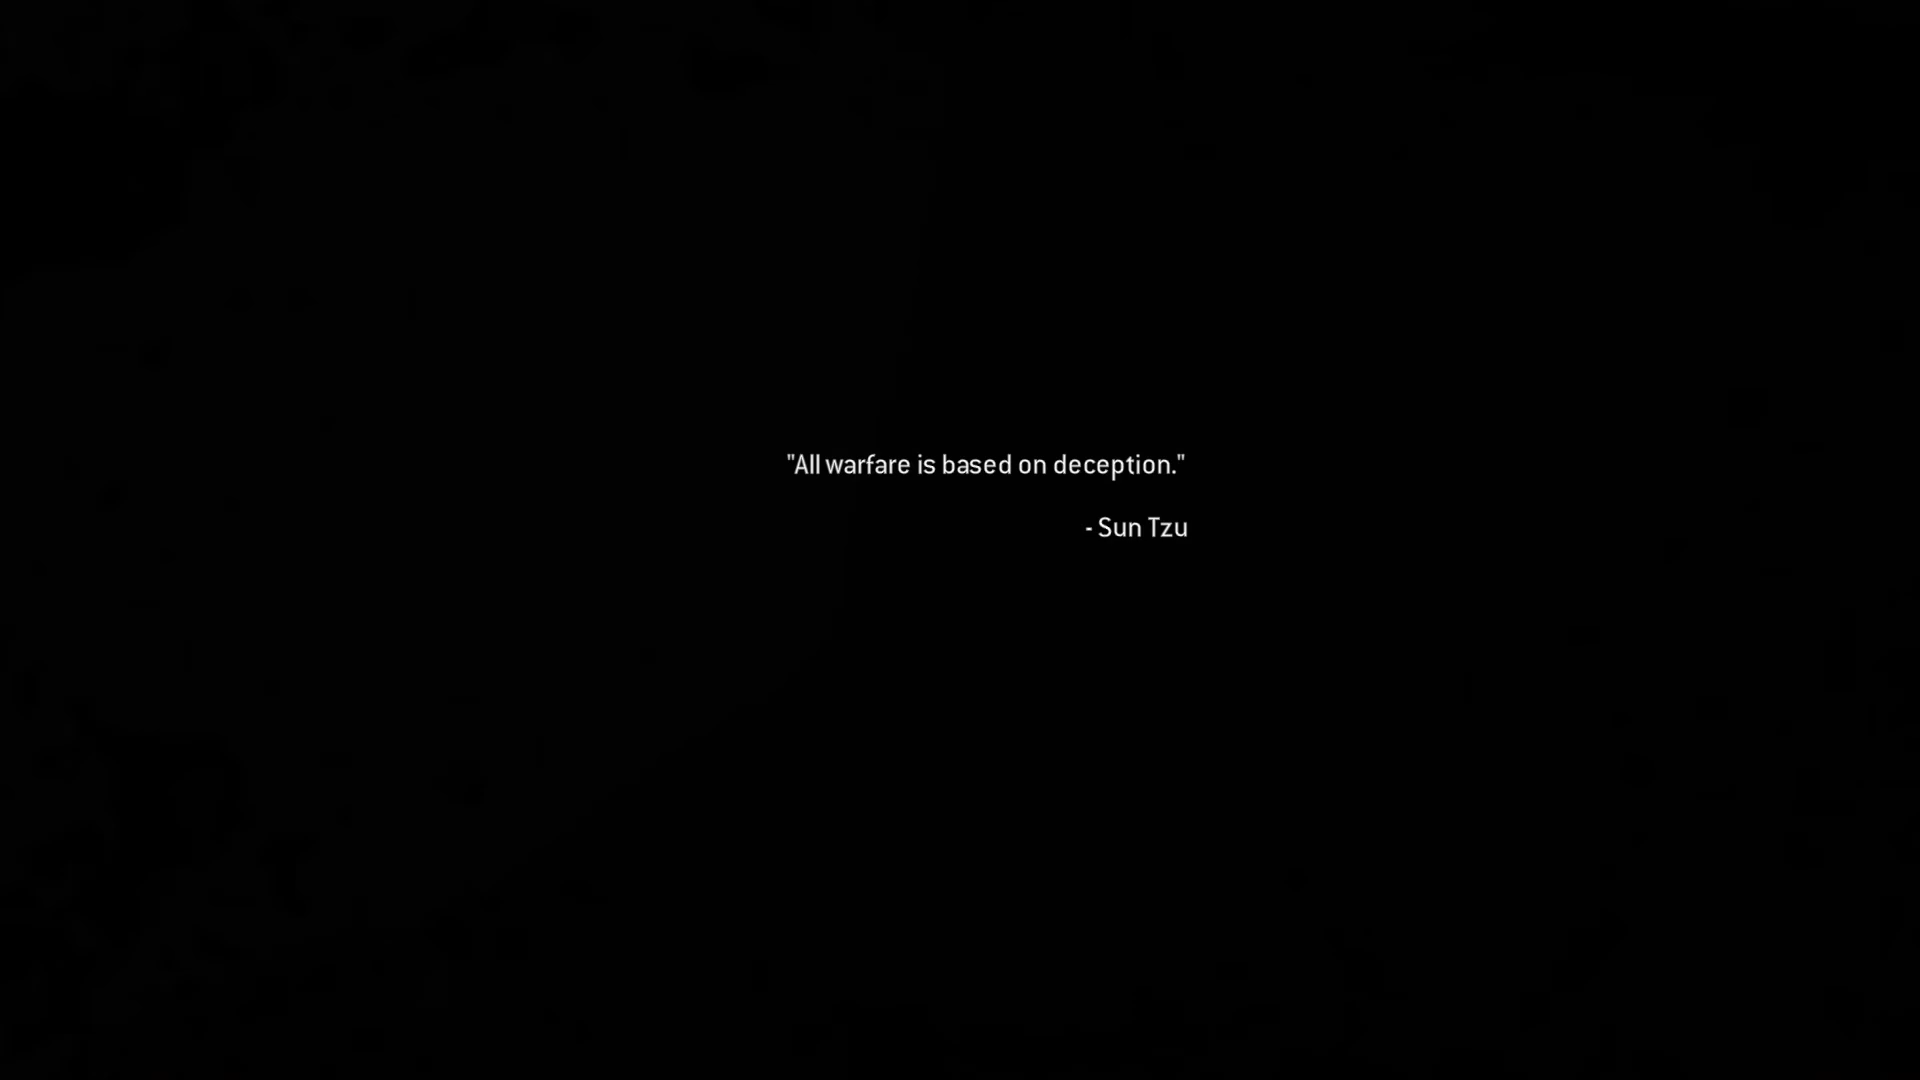 "All warfare is based on deception."
- Sun Tzu